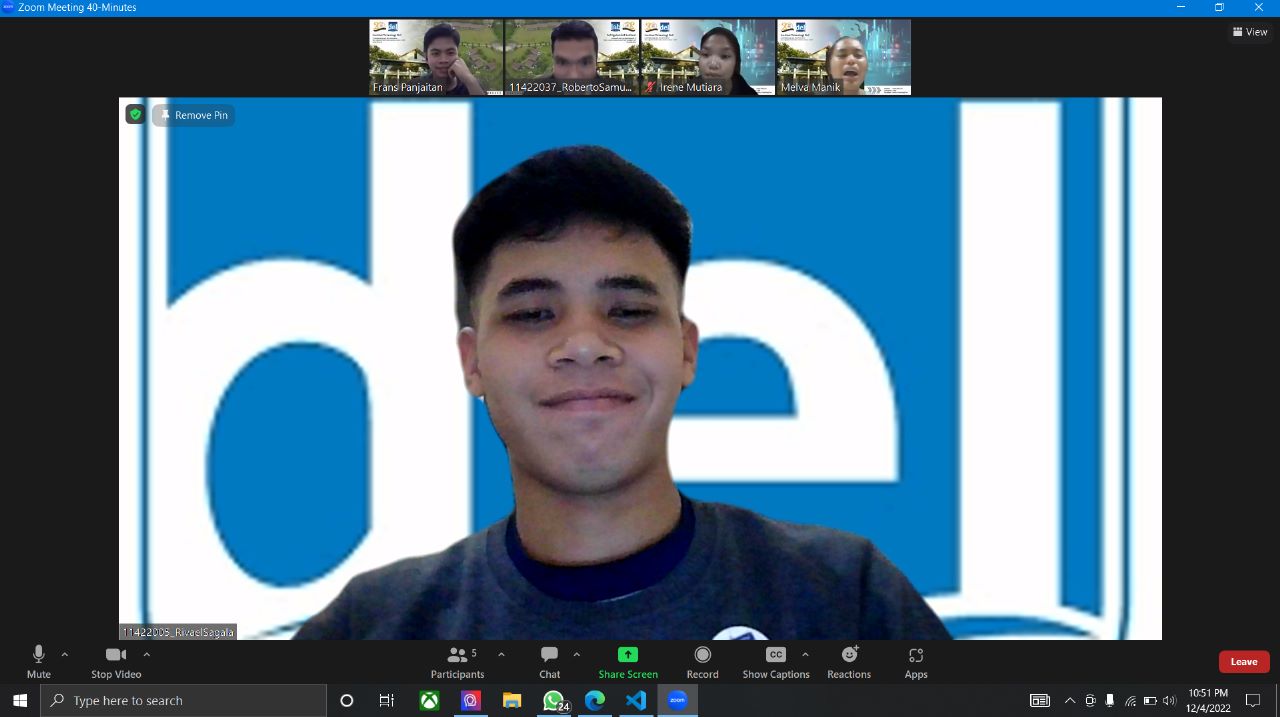 Zoom Meeting 40-Minutes
View
Frans Panjaitan
11422037_RobertoSamu...
Irene Mutiara
Melva Manik
Remove Pin
del
11422005_RivaelSagala
Mute
Stop Video
Participants
5
Chat
Share Screen
Record
CC
Show Captions
Reactions
Apps
Leave
Type here to search
24
zoom
10:51 PM
12/4/2022